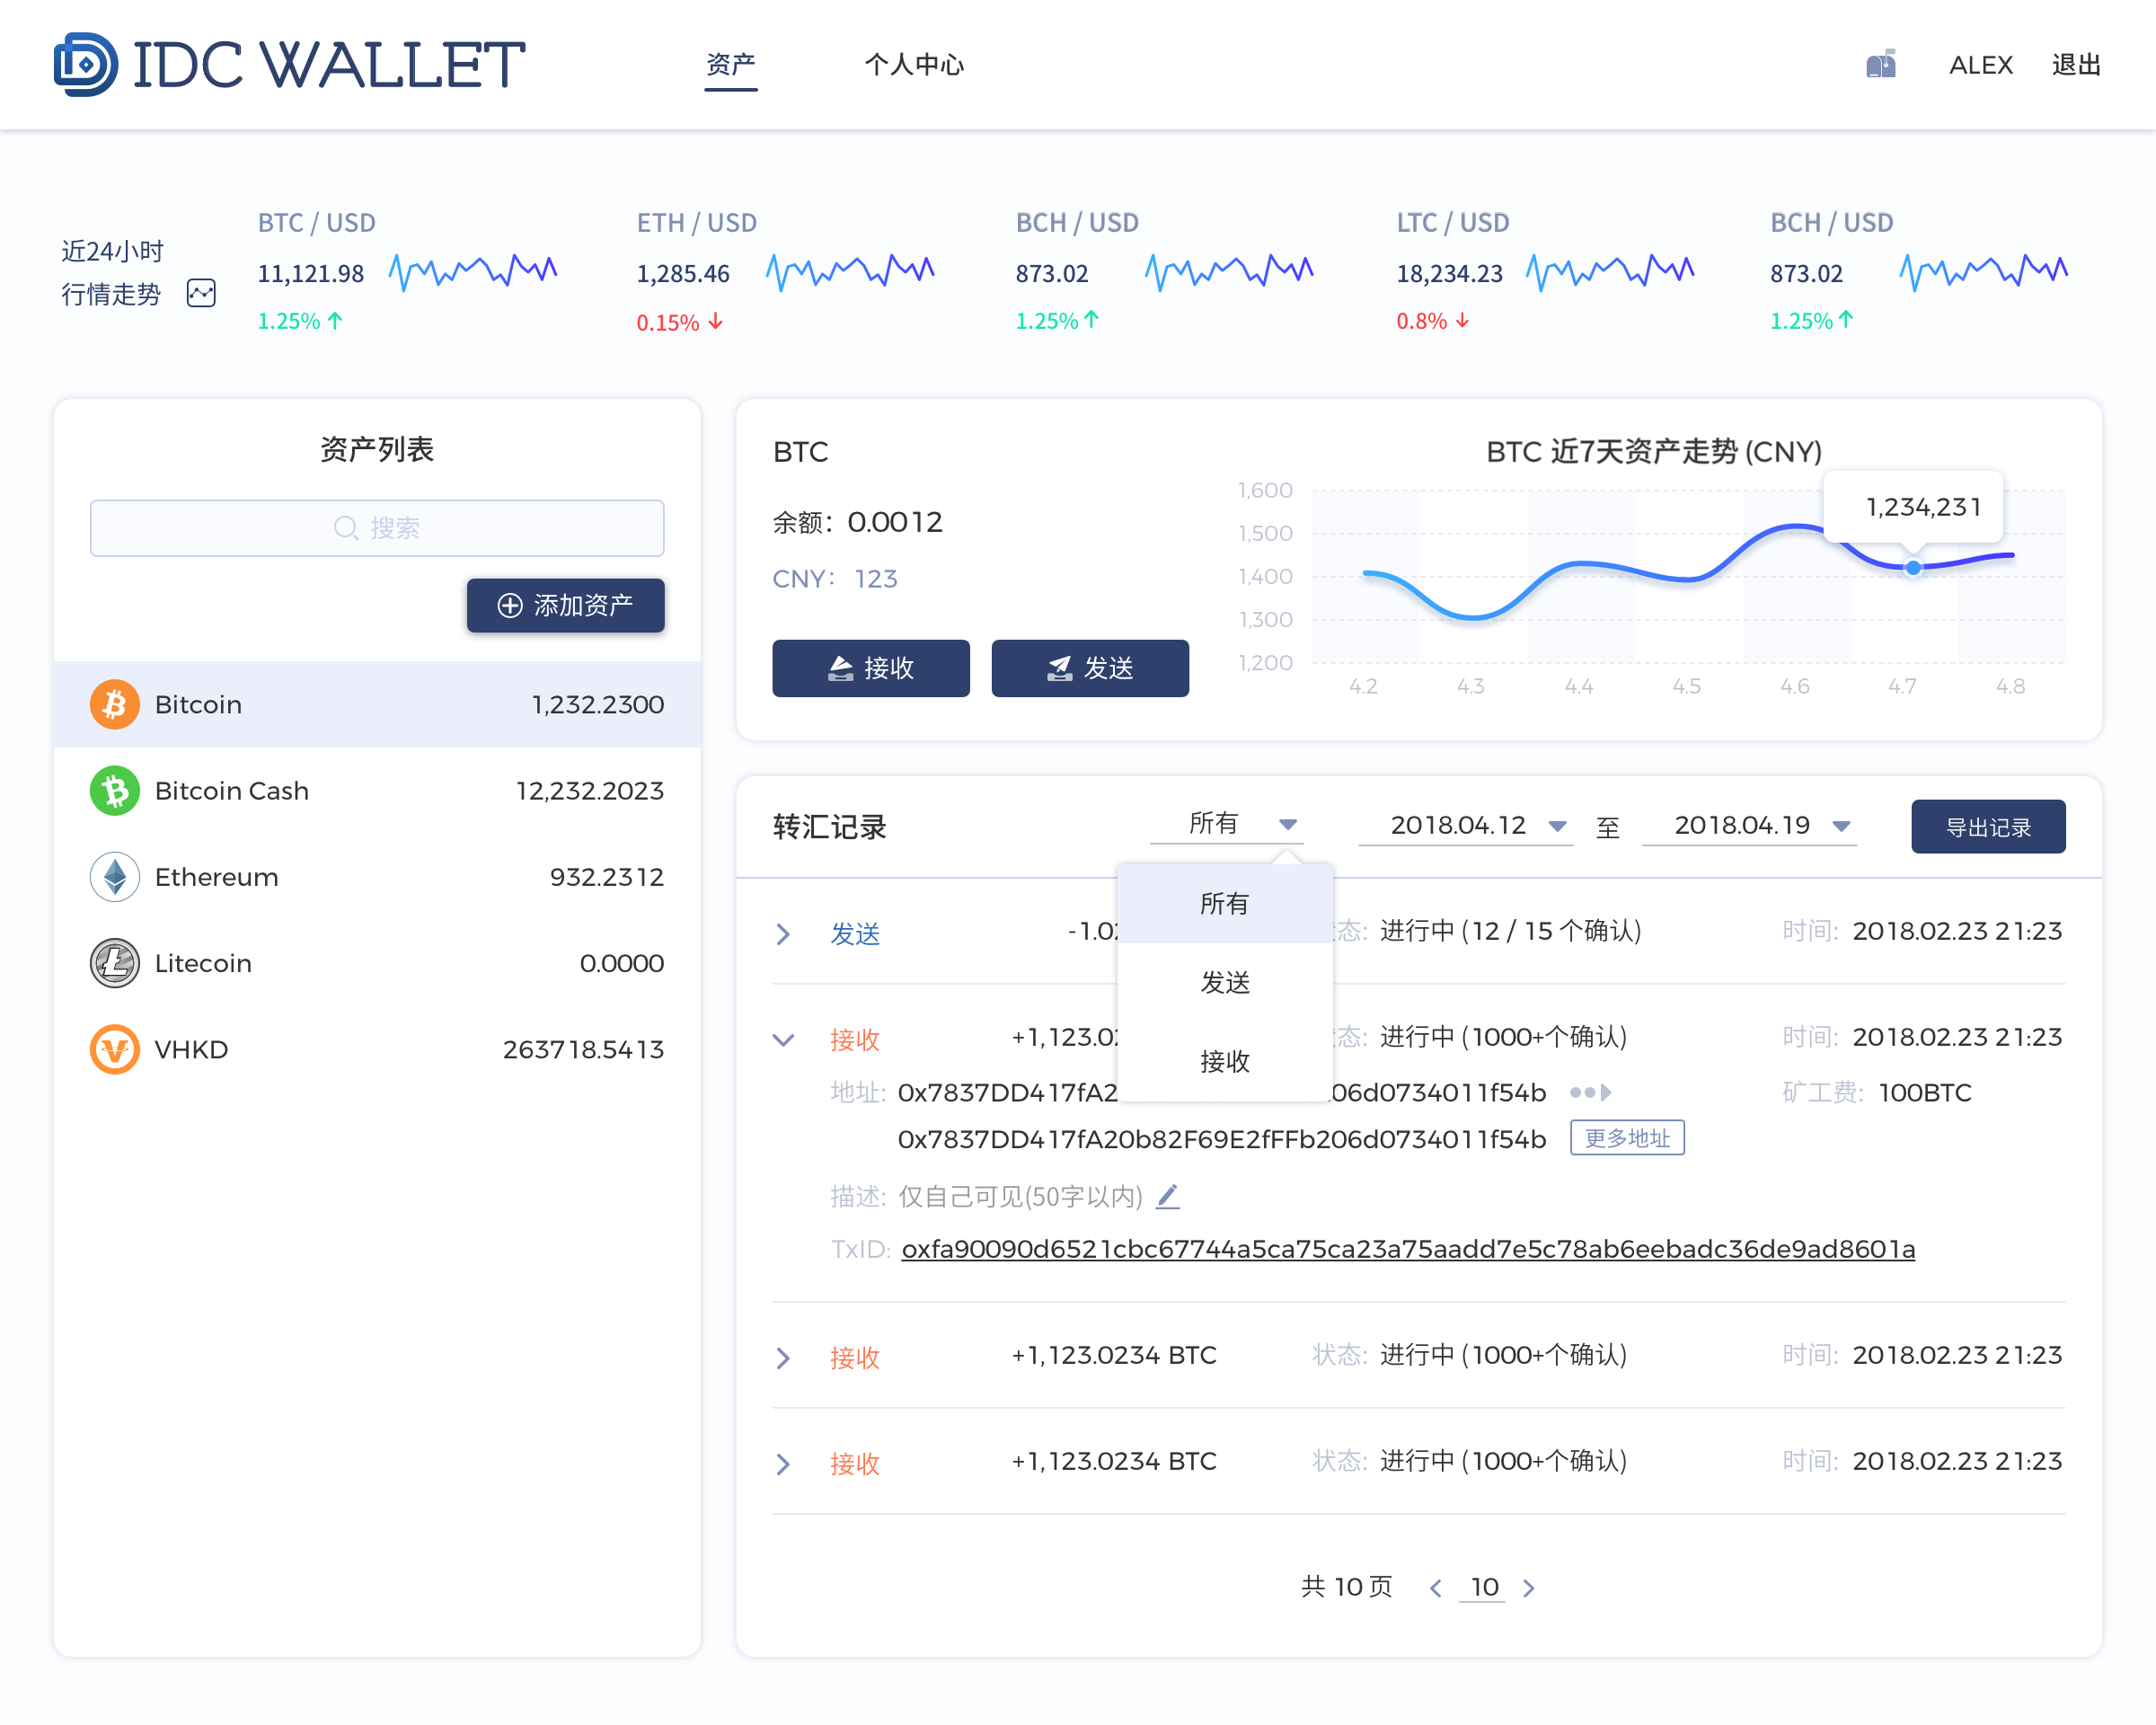 IDC WALLET
资产
个人中心
ALEX
退出
近24小时
行情走势
BTC / USD
11,121.98
1.25%
ETH / USD
1,285.46
0.15%
BCH / USD
873.02
1.25%
LTC / USD
18,234.23
0.8%
BCH / USD
873.02
1.25%
资产列表
搜索
添加资产
Bitcoin 1,232.2300
Bitcoin Cash 12,232.2023
Ethereum 932.2312
Litecoin 0.0000
VHKD 263718.5413
BTC
余额: 0.0012
CNY: 123
接收
发送
BTC 近7天资产走势 (CNY)
1,234,231
1,600
1,500
1,400
1,300
1,200
4.2 4.3 4.4 4.5 4.6 4.7 4.8
转汇记录
所有
2018.04.12 至 2018.04.19
导出记录
所有
发送
接收
发送 -1.02 态: 进行中 (12 / 15 个确认) 时间: 2018.02.23 21:23
接收 +1,123.02 态: 进行中 (1000+个确认) 时间: 2018.02.23 21:23
地址: 0x7837DD417fA2 06d0734011f54b 矿工费: 100BTC
0x7837DD417fA20b82F69E2fFFb206d0734011f54b 更多地址
描述: 仅自己可见(50字以内)
TxID: oxfa90090d6521cbc67744a5ca75ca23a75aadd7e5c78ab6eebadc36de9ad8601a
接收 +1,123.0234 BTC 状态: 进行中 (1000+个确认) 时间: 2018.02.23 21:23
接收 +1,123.0234 BTC 状态: 进行中 (1000+个确认) 时间: 2018.02.23 21:23
共 10 页 10